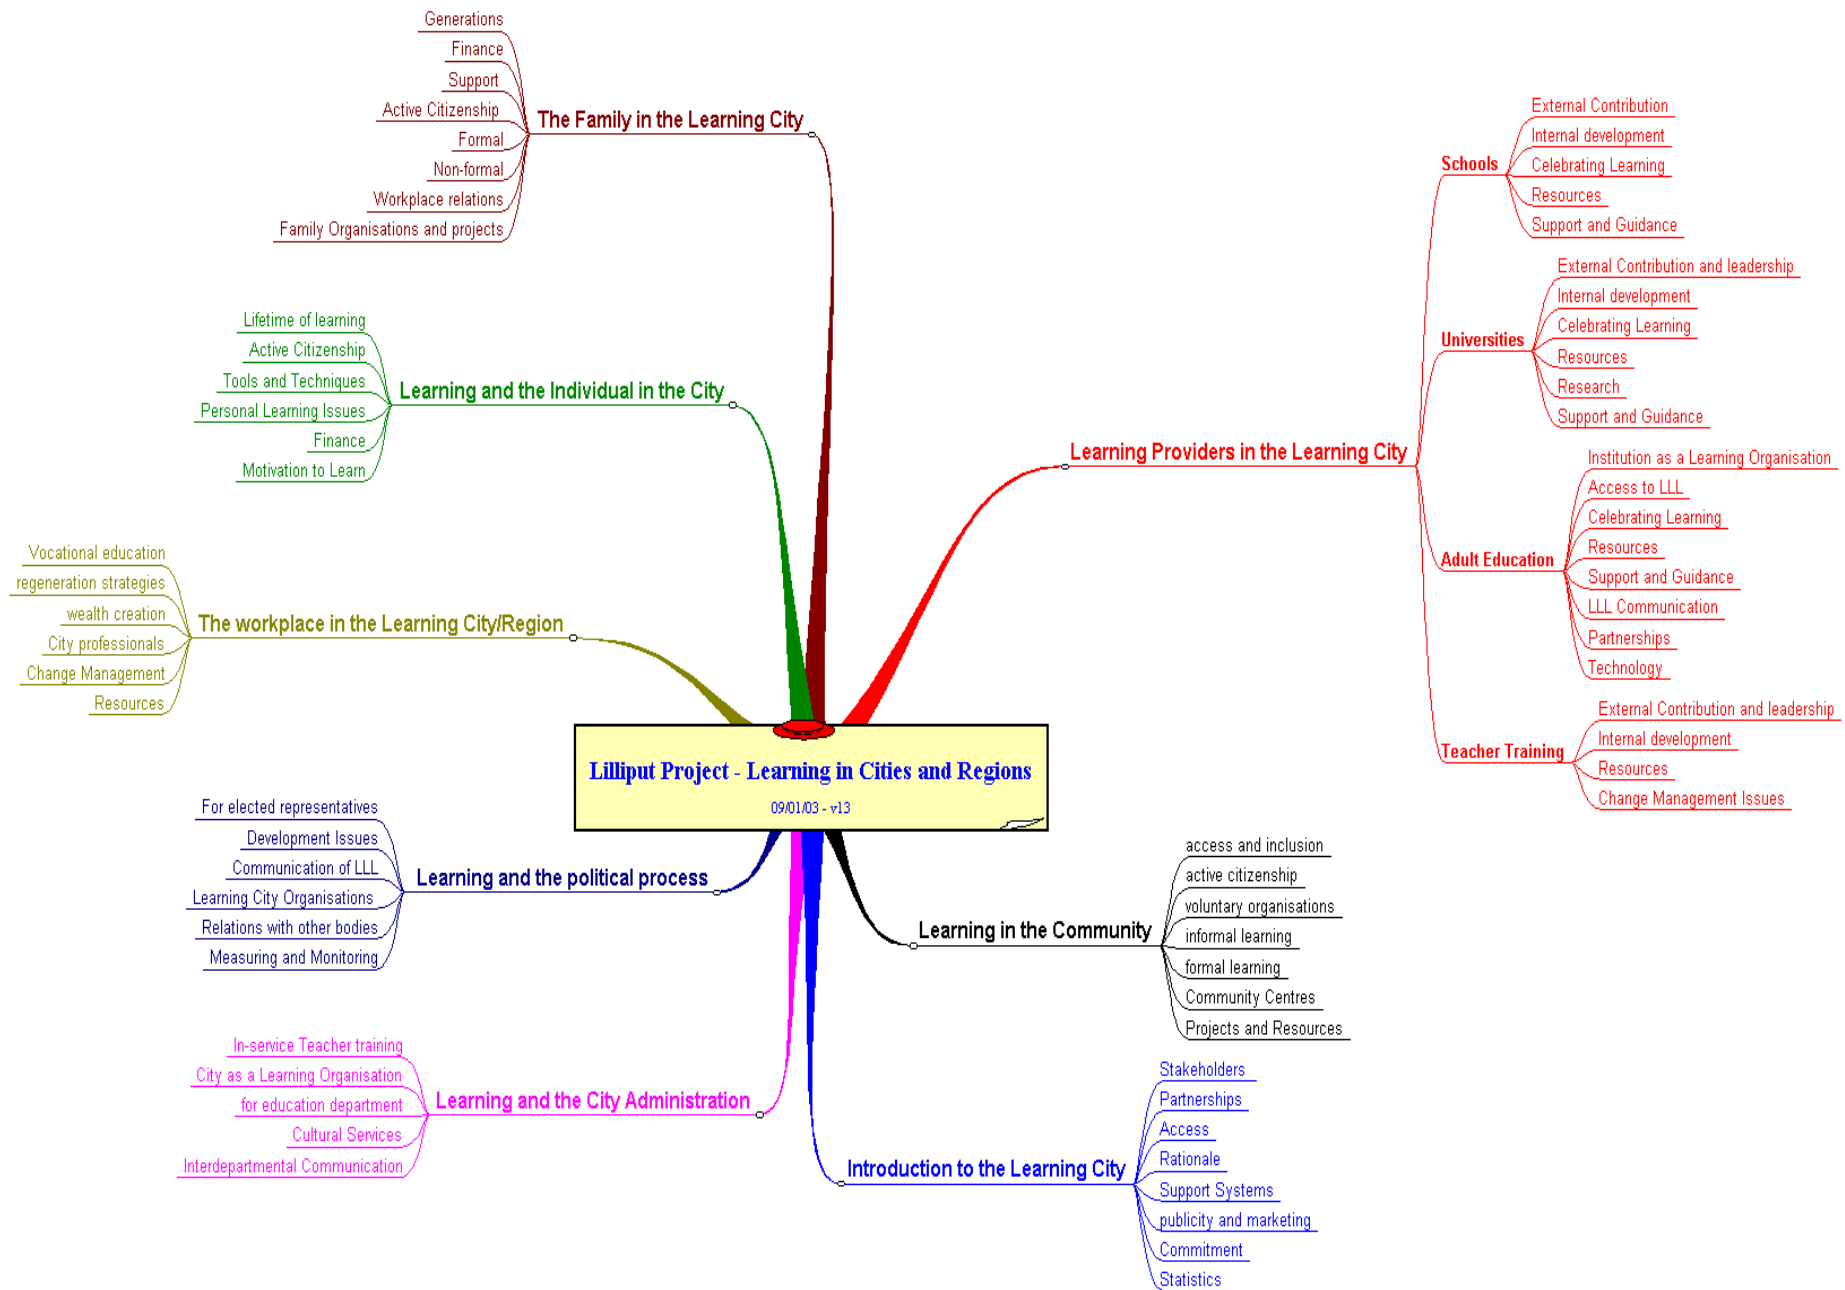 Generations
Finance
Support
Active Citizenship
Formal
Non-formal
Workplace relations
Family Organisations and projects
The Family in the Learning City
Lifetime of learning
Active Citizenship
Tools and Techniques
Personal Learning Issues
Finance
Motivation to Learn
Learning and the Individual in the City
Vocational education
regeneration strategies
wealth creation
City professionals
Change Management
Resources
The workplace in the Learning City/Region
Lilliput Project - Learning in Cities and Regions
09/01/03 - v13
For elected representatives
Development Issues
Communication of LLL
Learning City Organisations
Relations with other bodies
Measuring and Monitoring
Learning and the political process
In-service Teacher training
City as a Learning Organisation
for education department
Cultural Services
Interdepartmental Communication
Learning and the City Administration
Learning Providers in the Learning City
Schools
External Contribution
Internal development
Celebrating Learning
Resources
Support and Guidance
Universities
External Contribution and leadership
Internal development
Celebrating Learning
Resources
Research
Support and Guidance
Adult Education
Institution as a Learning Organisation
Access to LLL
Celebrating Learning
Resources
Support and Guidance
LLL Communication
Partnerships
Technology
Teacher Training
External Contribution and leadership
Internal development
Resources
Change Management Issues
Learning in the Community
access and inclusion
active citizenship
voluntary organisations
informal learning
formal learning
Community Centres
Projects and Resources
Introduction to the Learning City
Stakeholders
Partnerships
Access
Rationale
Support Systems
publicity and marketing
Commitment
Statistics